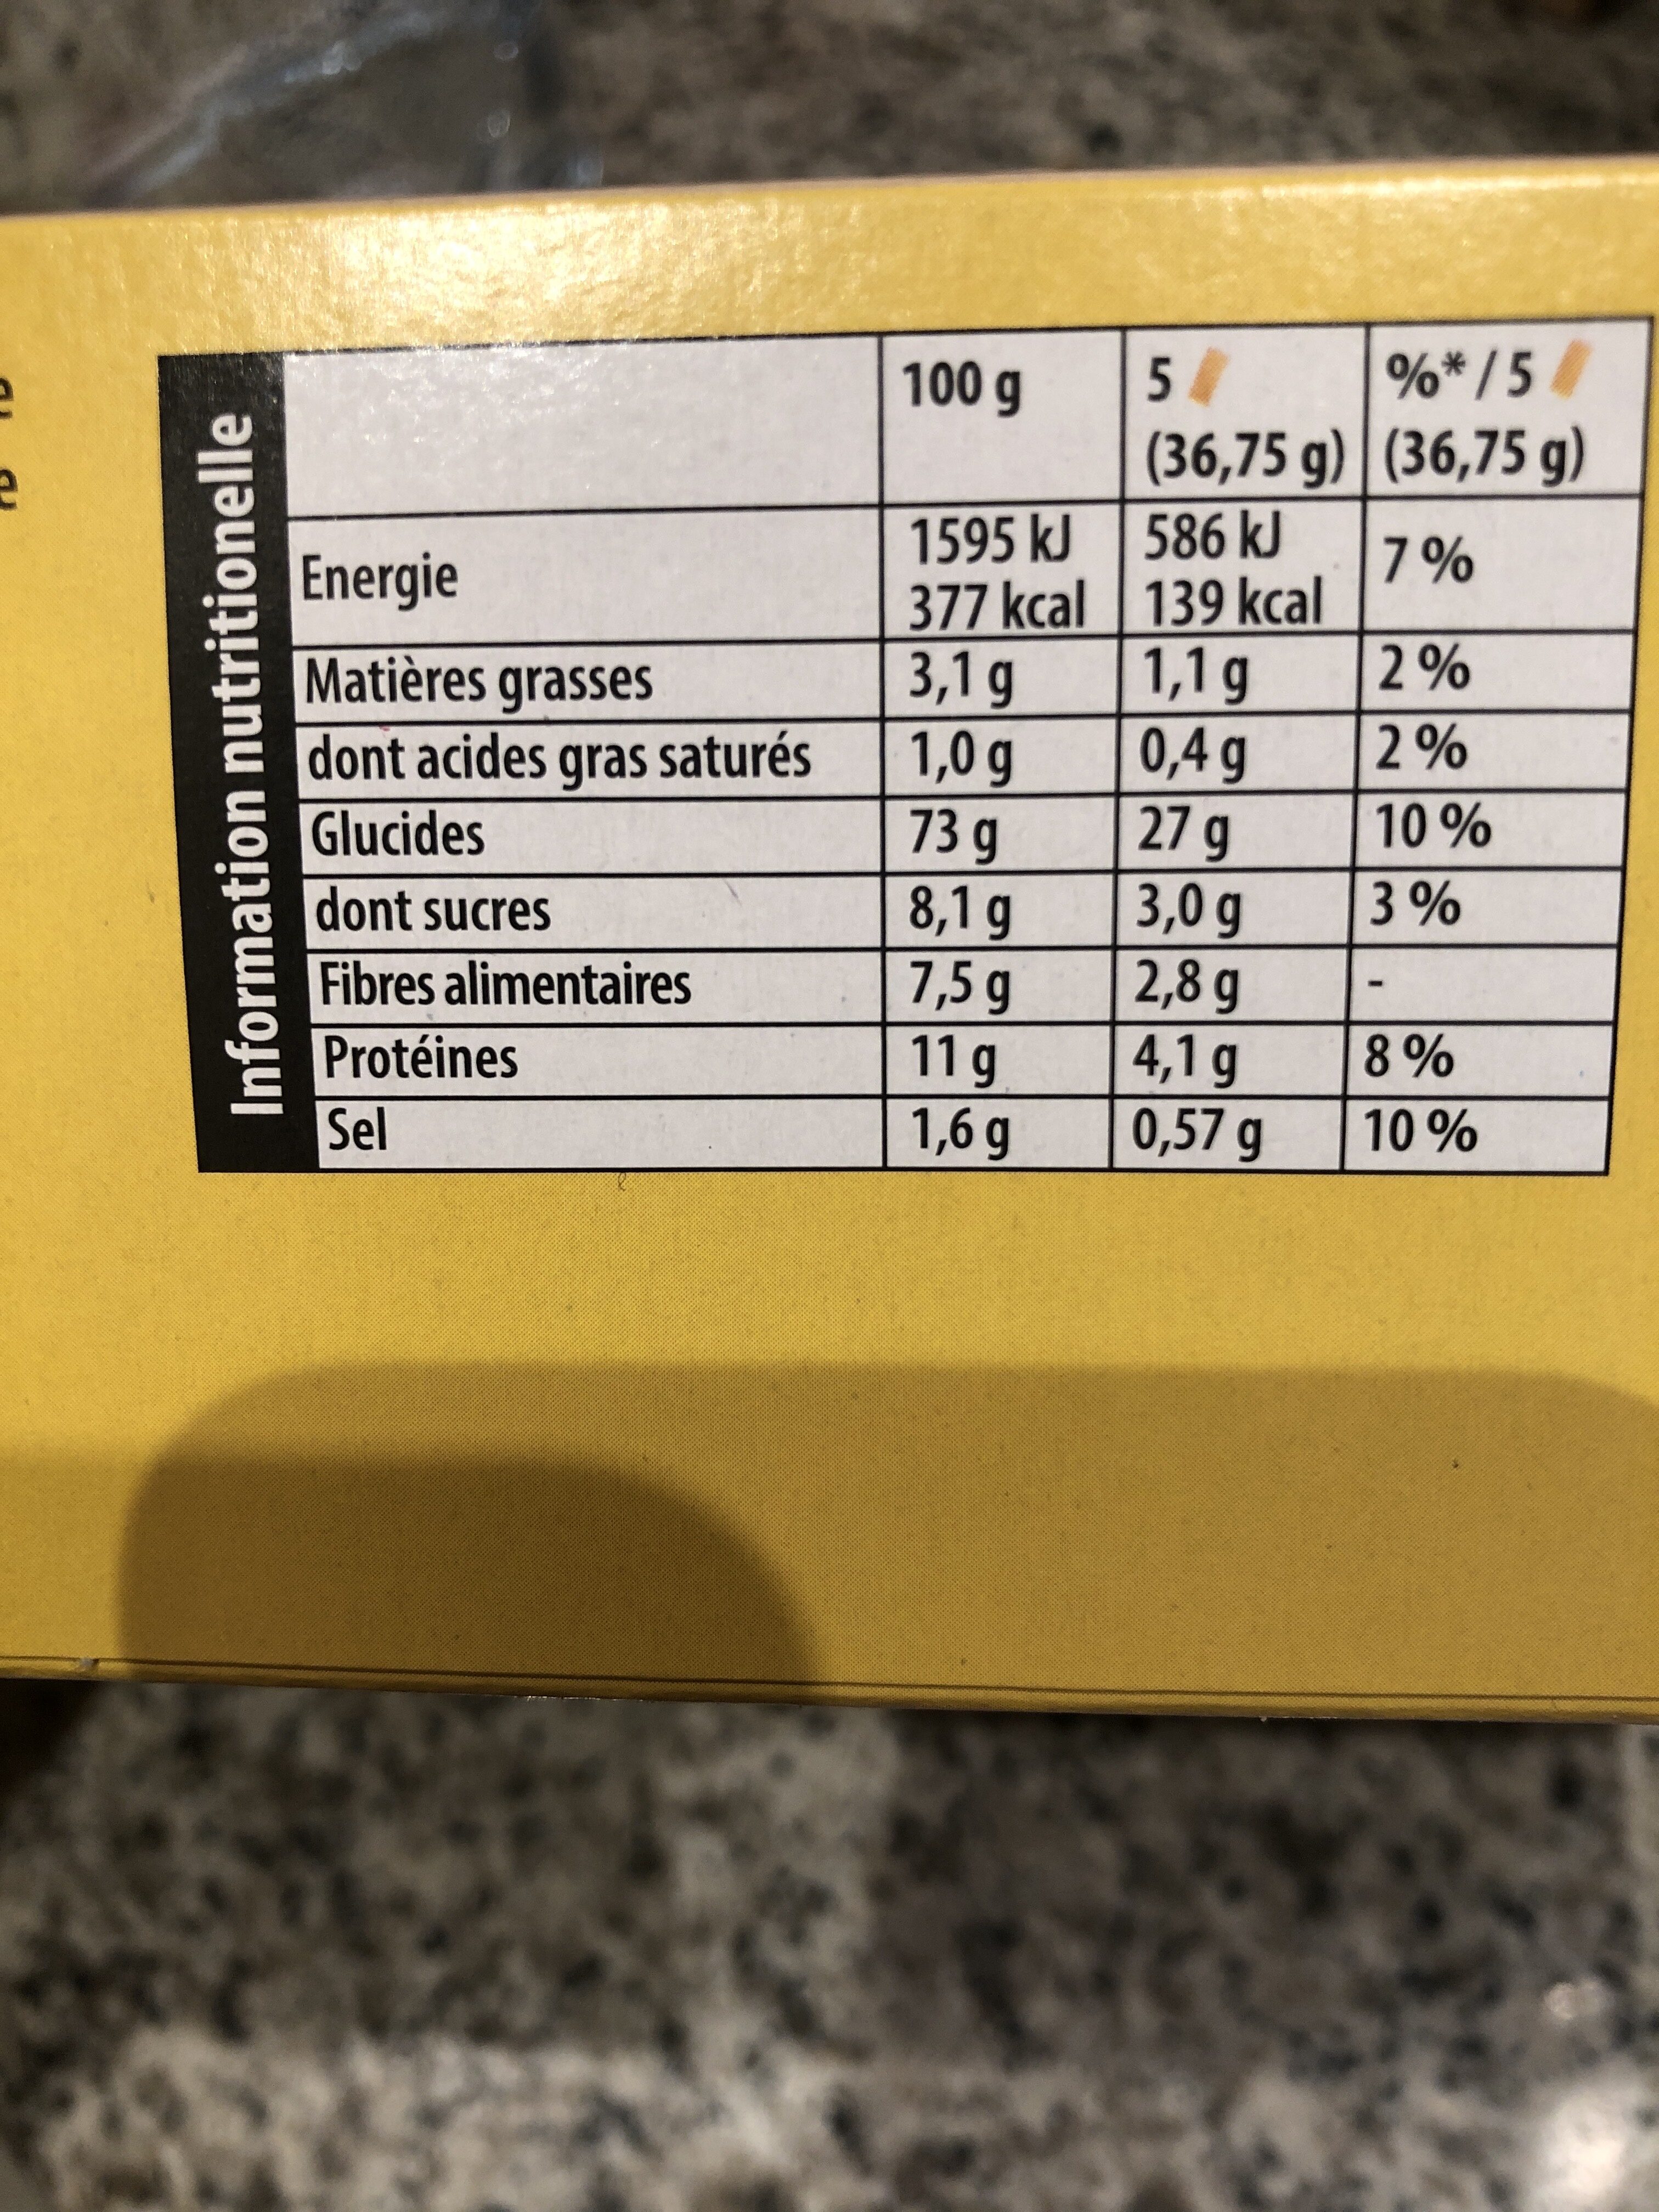 Information nutritionelle
100 g 5 %* / 5
(36,75 g) (36,75 g)
Energie 1595 kJ 586 kJ 7 %
377 kcal 139 kcal
Matières grasses 3,1 g 1,1 g 2 %
dont acides gras saturés 1,0 g 0,4 g 2 %
Glucides 73 g 27 g 10 %
dont sucres 8,1 g 3,0 g 3 %
Fibres alimentaires 7,5 g 2,8 g -
Protéines 11 g 4,1 g 8 %
Sel 1,6 g 0,57 g 10 %